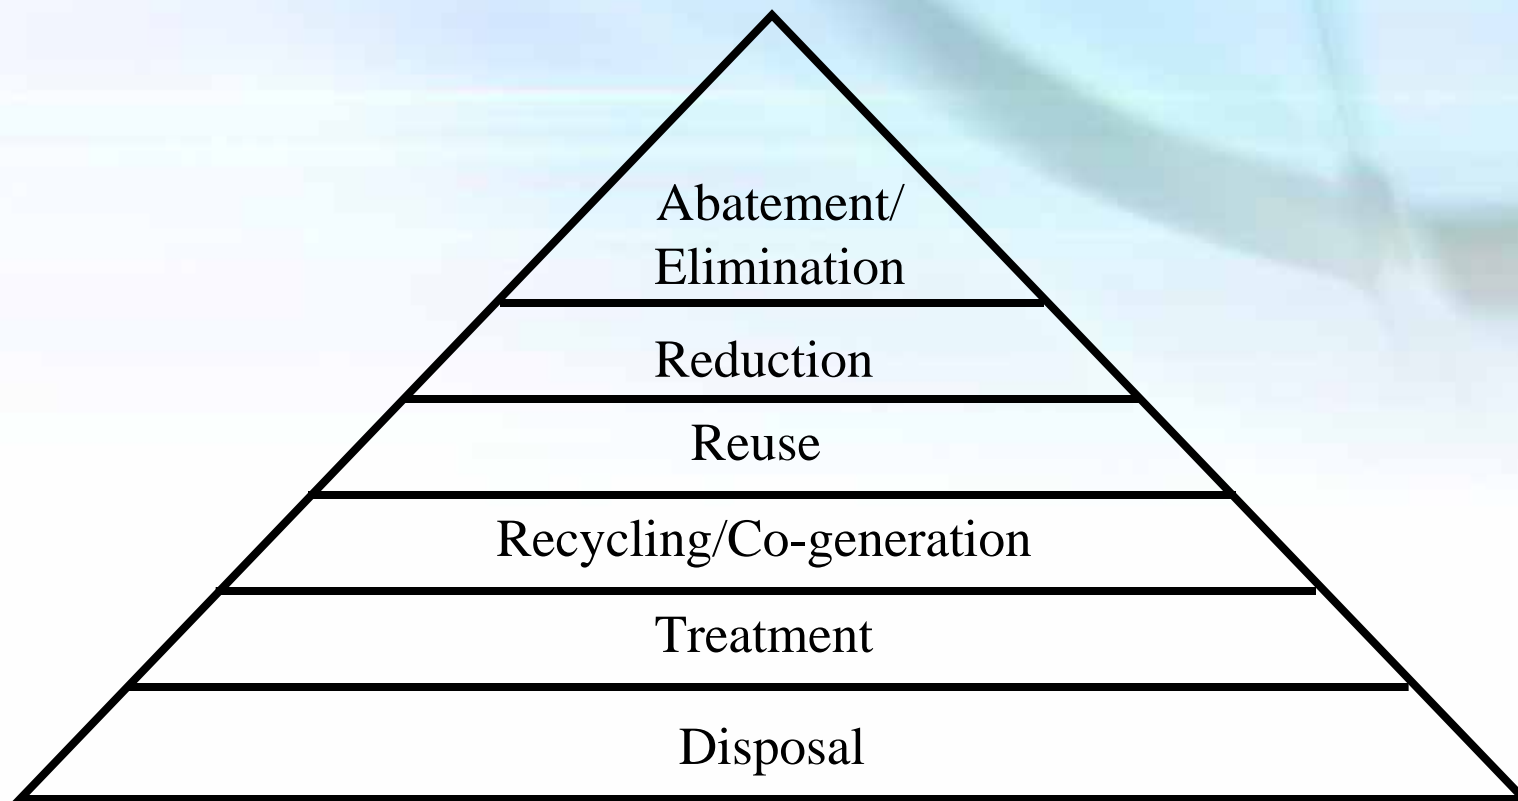 Abatement/
Elimination
Reduction
Reuse
Recycling/Co-generation
Treatment
Disposal